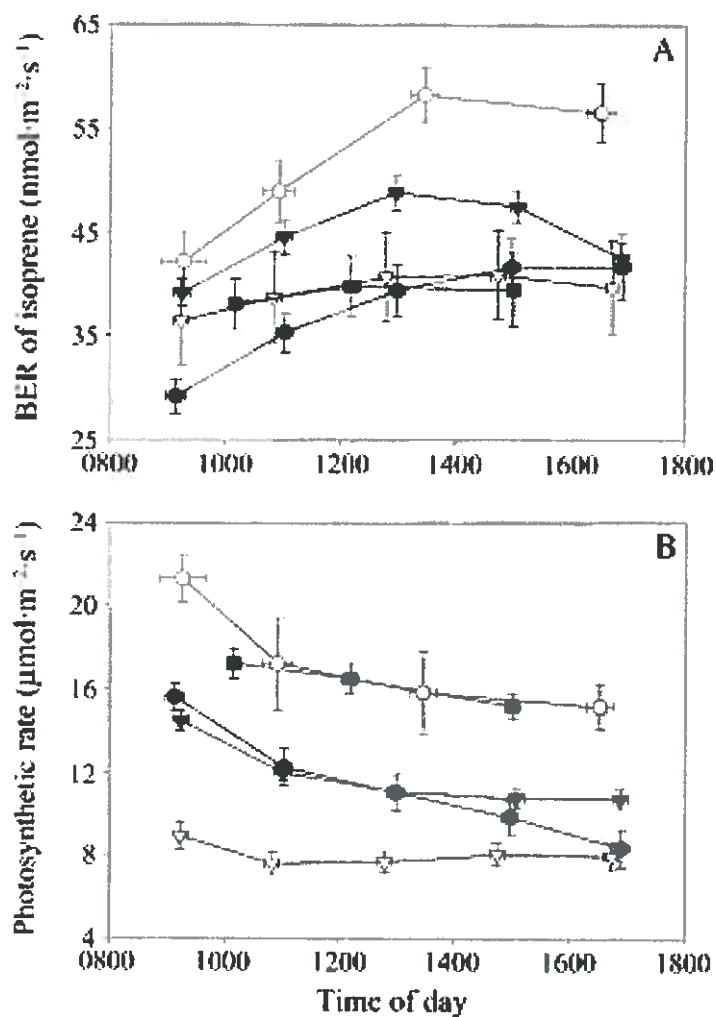 65
A
55
45
35
25
BER of isoprene (nmol·m⁻²·s⁻¹)
0800 1000 1200 1400 1600 1800
24
B
20
16
12
8
4
Photosynthetic rate (μmol·m⁻²·s⁻¹)
0800 1000 1200 1400 1600 1800
Time of day